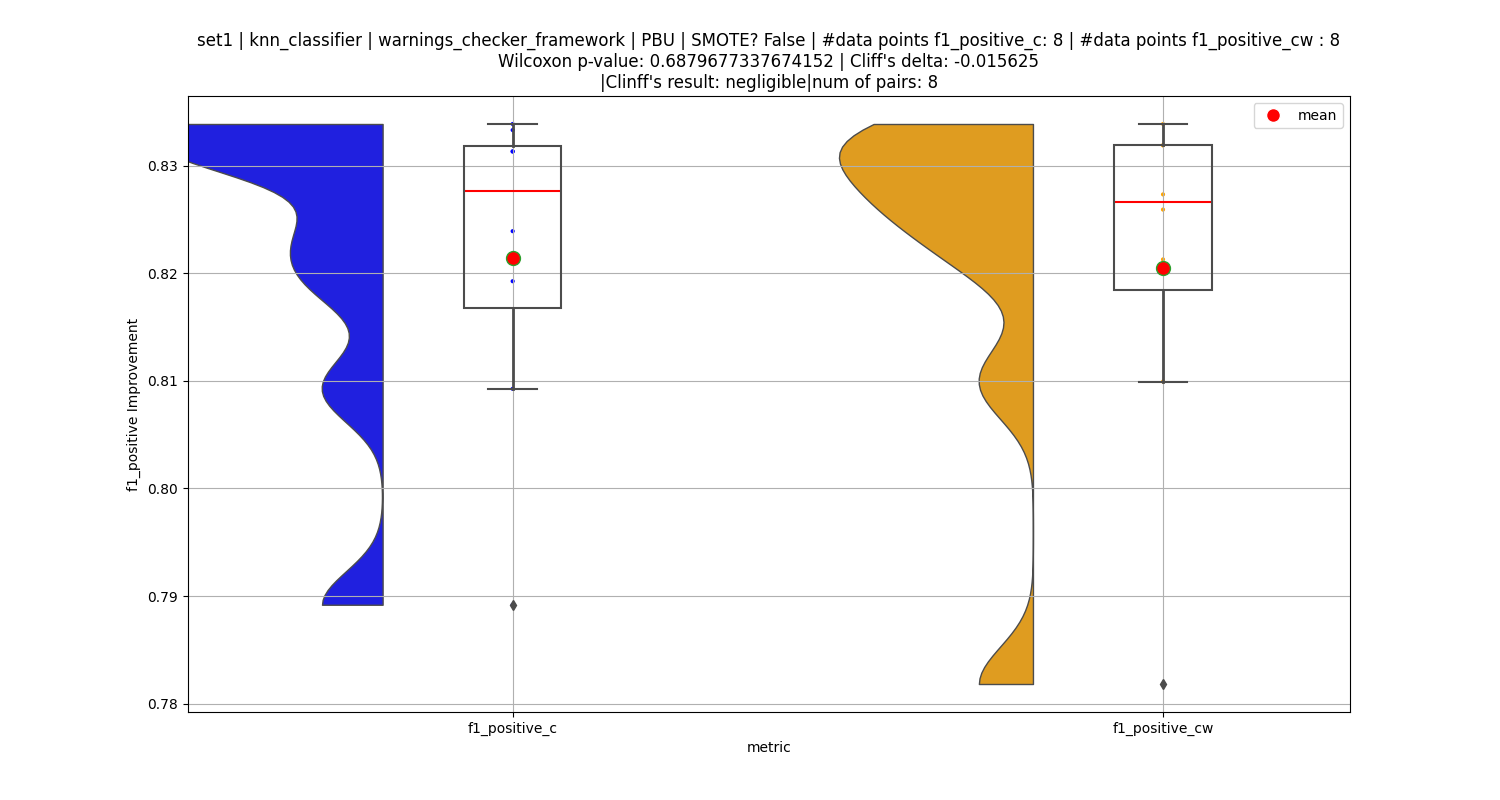 set1 | knn_classifier | warnings_checker_framework | PBU | SMOTE? False | #data points f1_positive_c: 8 | #data points f1_positive_cw : 8
Wilcoxon p-value: 0.6879677337674152 | Cliff's delta: -0.015625
|Clinff's result: negligible|num of pairs: 8
mean
0.83
0.82
0.81
0.80
0.79
0.78
f1_positive Improvement
f1_positive_c
f1_positive_cw
metric